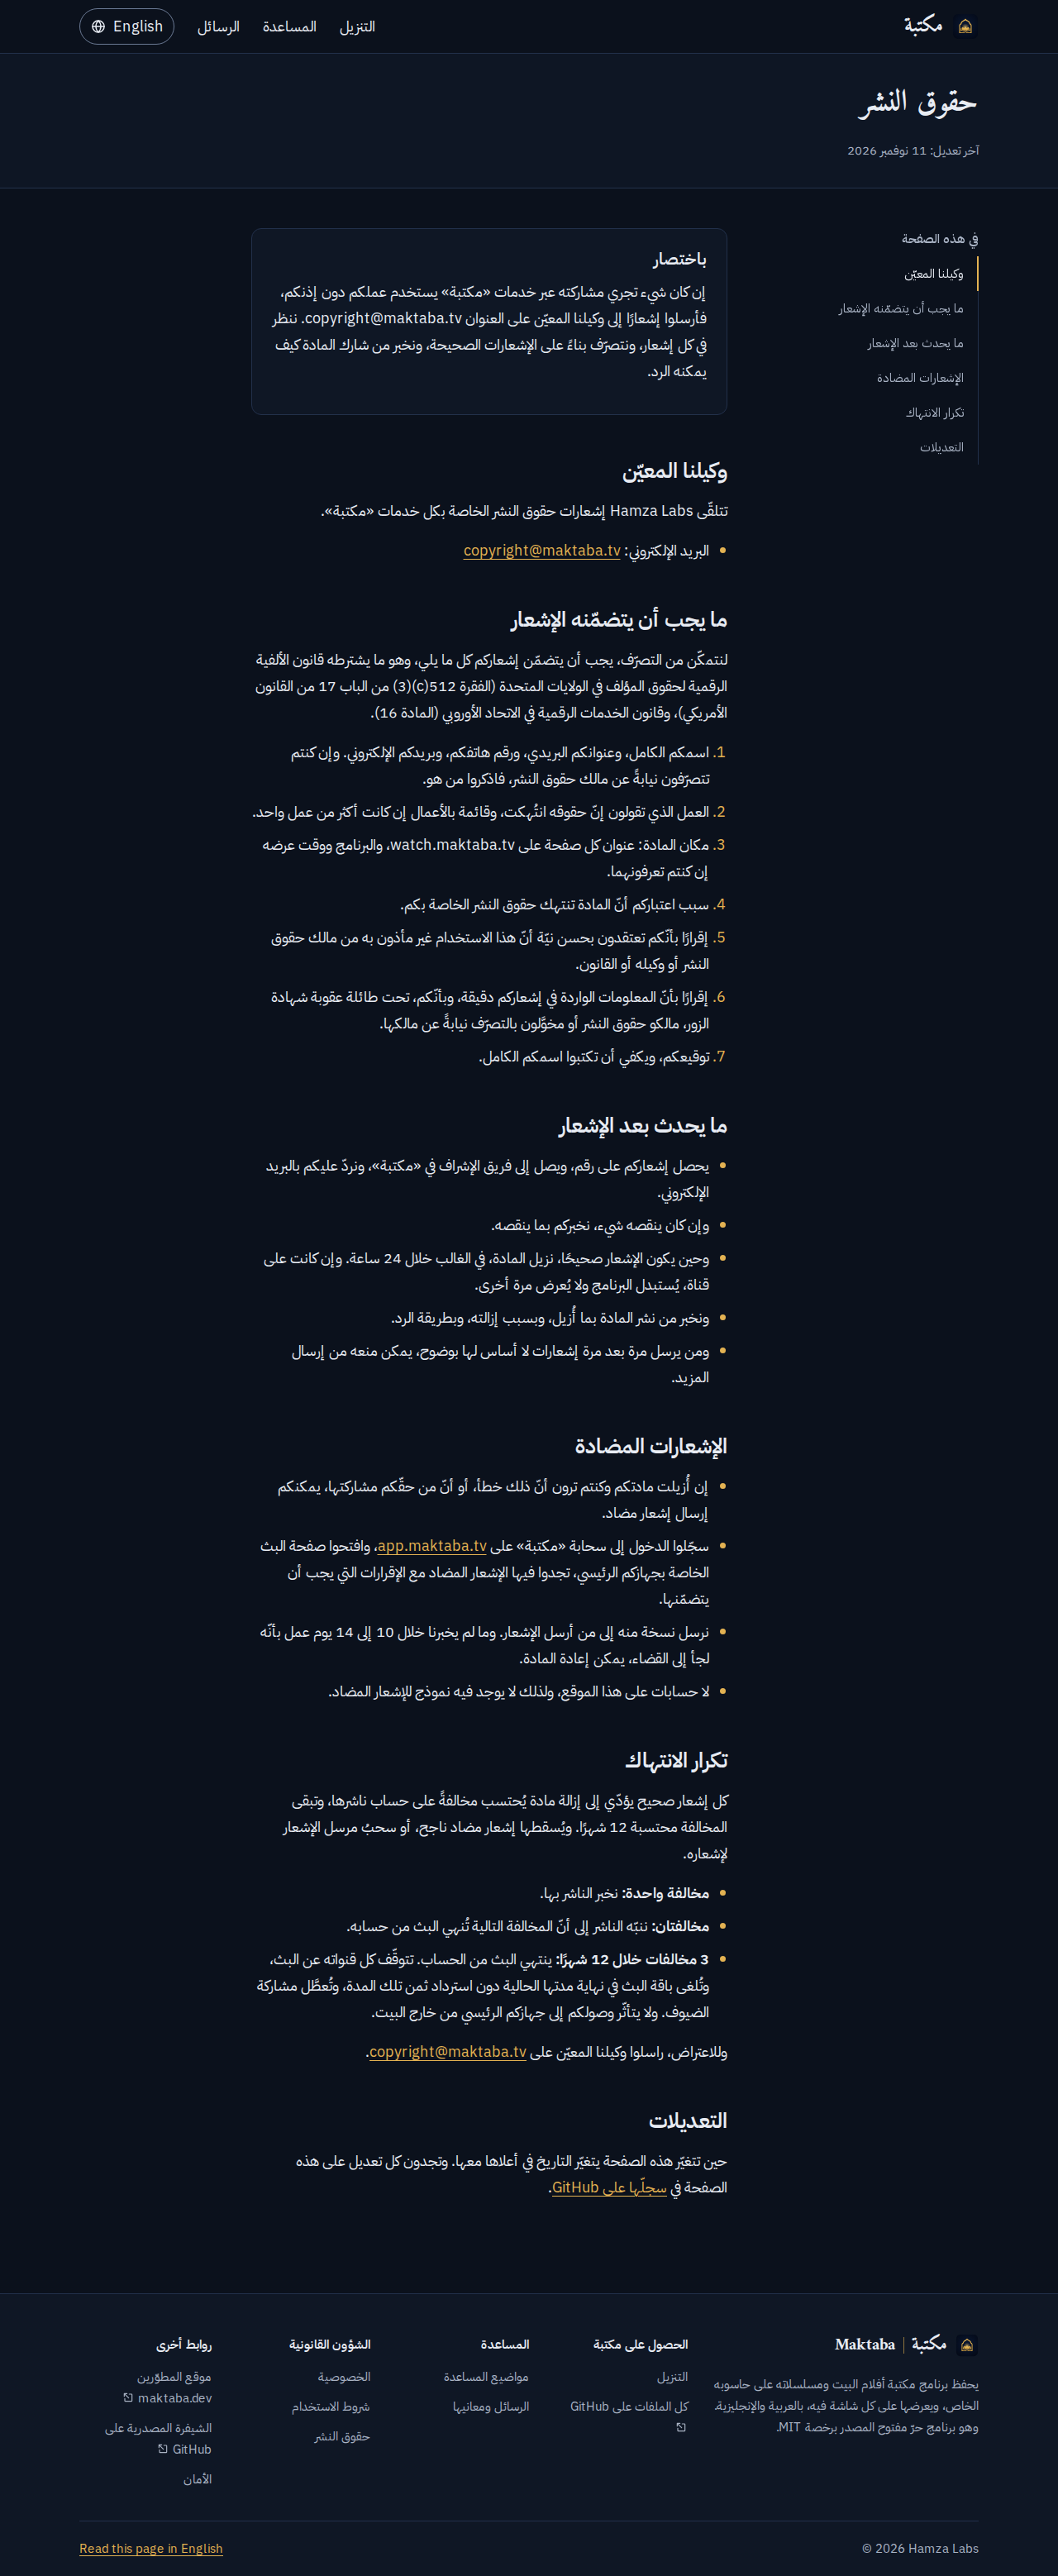 مكتبة
التنزيل
المساعدة
الرسائل
English
حقوق النشر
آخر تعديل: 11 نوفمبر 2026
في هذه الصفحة
وكيلنا المعيّن
ما يجب أن يتضمّنه الإشعار
ما يحدث بعد الإشعار
الإشعارات المضادة
تكرار الانتهاك
التعديلات
باختصار
إن كان شيء تجري مشاركته عبر خدمات «مكتبة» يستخدم عملكم دون إذنكم،
فأرسلوا إشعارًا إلى وكيلنا المعيّن على العنوان copyright@maktaba.tv. ننظر
في كل إشعار، ونتصرّف بناءً على الإشعارات الصحيحة، ونخبر من شارك المادة كيف
يمكنه الرد.
وكيلنا المعيّن
تتلقّى Hamza Labs إشعارات حقوق النشر الخاصة بكل خدمات «مكتبة».
البريد الإلكتروني: copyright@maktaba.tv
ما يجب أن يتضمّنه الإشعار
لنتمكّن من التصرّف، يجب أن يتضمّن إشعاركم كل ما يلي، وهو ما يشترطه قانون الألفية
الرقمية لحقوق المؤلف في الولايات المتحدة (الفقرة 512(c)(3) من الباب 17 من القانون
الأمريكي)، وقانون الخدمات الرقمية في الاتحاد الأوروبي (المادة 16).
1. اسمكم الكامل، وعنوانكم البريدي، ورقم هاتفكم، وبريدكم الإلكتروني. وإن كنتم
تتصرّفون نيابةً عن مالك حقوق النشر، فاذكروا من هو.
2. العمل الذي تقولون إنّ حقوقه انتُهكت، وقائمة بالأعمال إن كانت أكثر من عمل واحد.
3. مكان المادة: عنوان كل صفحة على watch.maktaba.tv، والبرنامج ووقت عرضه
إن كنتم تعرفونهما.
4. سبب اعتباركم أنّ المادة تنتهك حقوق النشر الخاصة بكم.
5. إقرارًا بأنّكم تعتقدون بحسن نيّة أنّ هذا الاستخدام غير مأذون به من مالك حقوق
النشر أو وكيله أو القانون.
6. إقرارًا بأنّ المعلومات الواردة في إشعاركم دقيقة، وبأنّكم، تحت طائلة عقوبة شهادة
الزور، مالكو حقوق النشر أو مخوَّلون بالتصرّف نيابةً عن مالكها.
7. توقيعكم، ويكفي أن تكتبوا اسمكم الكامل.
ما يحدث بعد الإشعار
يحصل إشعاركم على رقم، ويصل إلى فريق الإشراف في «مكتبة»، ونردّ عليكم بالبريد
الإلكتروني.
وإن كان ينقصه شيء، نخبركم بما ينقصه.
وحين يكون الإشعار صحيحًا، نزيل المادة، في الغالب خلال 24 ساعة. وإن كانت على
قناة، يُستبدل البرنامج ولا يُعرض مرة أخرى.
ونخبر من نشر المادة بما أُزيل، وبسبب إزالته، وبطريقة الرد.
ومن يرسل مرة بعد مرة إشعارات لا أساس لها بوضوح، يمكن منعه من إرسال
المزيد.
الإشعارات المضادة
إن أُزيلت مادتكم وكنتم ترون أنّ ذلك خطأ، أو أنّ من حقّكم مشاركتها، يمكنكم
إرسال إشعار مضاد.
سجّلوا الدخول إلى سحابة «مكتبة» على app.maktaba.tv، وافتحوا صفحة البث
الخاصة بجهازكم الرئيسي، تجدوا فيها الإشعار المضاد مع الإقرارات التي يجب أن
يتضمّنها.
نرسل نسخة منه إلى من أرسل الإشعار. وما لم يخبرنا خلال 10 إلى 14 يوم عمل بأنّه
لجأ إلى القضاء، يمكن إعادة المادة.
لا حسابات على هذا الموقع، ولذلك لا يوجد فيه نموذج للإشعار المضاد.
تكرار الانتهاك
كل إشعار صحيح يؤدّي إلى إزالة مادة يُحتسب مخالفةً على حساب ناشرها، وتبقى
المخالفة محتسبة 12 شهرًا. ويُسقطها إشعار مضاد ناجح، أو سحبُ مرسل الإشعار
لإشعاره.
مخالفة واحدة: نخبر الناشر بها.
مخالفتان: ننبّه الناشر إلى أنّ المخالفة التالية تُنهي البث من حسابه.
3 مخالفات خلال 12 شهرًا: ينتهي البث من الحساب. تتوقّف كل قنواته عن البث،
وتُلغى باقة البث في نهاية مدتها الحالية دون استرداد ثمن تلك المدة، وتُعطَّل مشاركة
الضيوف. ولا يتأثّر وصولكم إلى جهازكم الرئيسي من خارج البيت.
وللاعتراض، راسلوا وكيلنا المعيّن على copyright@maktaba.tv.
التعديلات
حين تتغيّر هذه الصفحة يتغيّر التاريخ في أعلاها معها. وتجدون كل تعديل على هذه
الصفحة في سجلّها على GitHub.
مكتبة | Maktaba
يحفظ برنامج مكتبة أفلام البيت ومسلسلاته على حاسوبه
الخاص، ويعرضها على كل شاشة فيه، بالعربية والإنجليزية.
وهو برنامج حرّ مفتوح المصدر برخصة MIT.
الحصول على مكتبة
التنزيل
كل الملفات على GitHub
المساعدة
مواضيع المساعدة
الرسائل ومعانيها
الشؤون القانونية
الخصوصية
شروط الاستخدام
حقوق النشر
روابط أخرى
موقع المطوّرين
maktaba.dev
الشيفرة المصدرية على
GitHub
الأمان
© 2026 Hamza Labs
Read this page in English